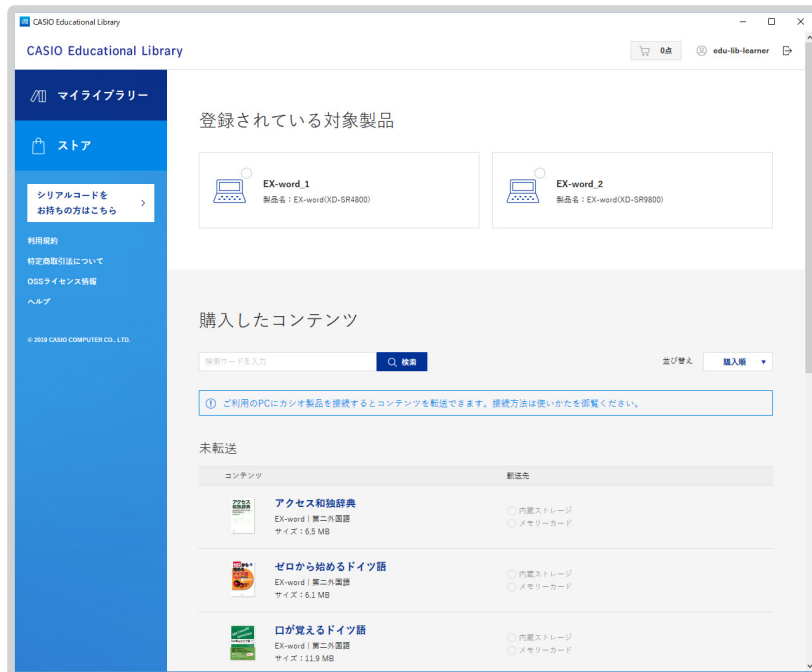 CASIO Educational Library
CASIO Educational Library
0点
edu-lib-learner
マイライブラリー
ストア
シリアルコードを
お持ちの方はこちら
利用規約
特定商取引法について
OSSライセンス情報
ヘルプ
© 2019 CASIO COMPUTER CO., LTD.
登録されている対象製品
EX-word_1
製品名：EX-word(XD-SR4800)
EX-word_2
製品名：EX-word(XD-SR9800)
購入したコンテンツ
検索ワードを入力
検索
並び替え
購入順
ご利用のPCにカシオ製品を接続するとコンテンツを転送できます。接続方法は使いかたを御覧ください。
未転送
コンテンツ
転送先
アクセス和独辞典
EX-word｜第二外国語
サイズ：6.5 MB
内蔵ストレージ
メモリーカード
ゼロから始めるドイツ語
EX-word｜第二外国語
サイズ：6.1 MB
内蔵ストレージ
メモリーカード
口が覚えるドイツ語
EX-word｜第二外国語
サイズ：11.9 MB
内蔵ストレージ
メモリーカード